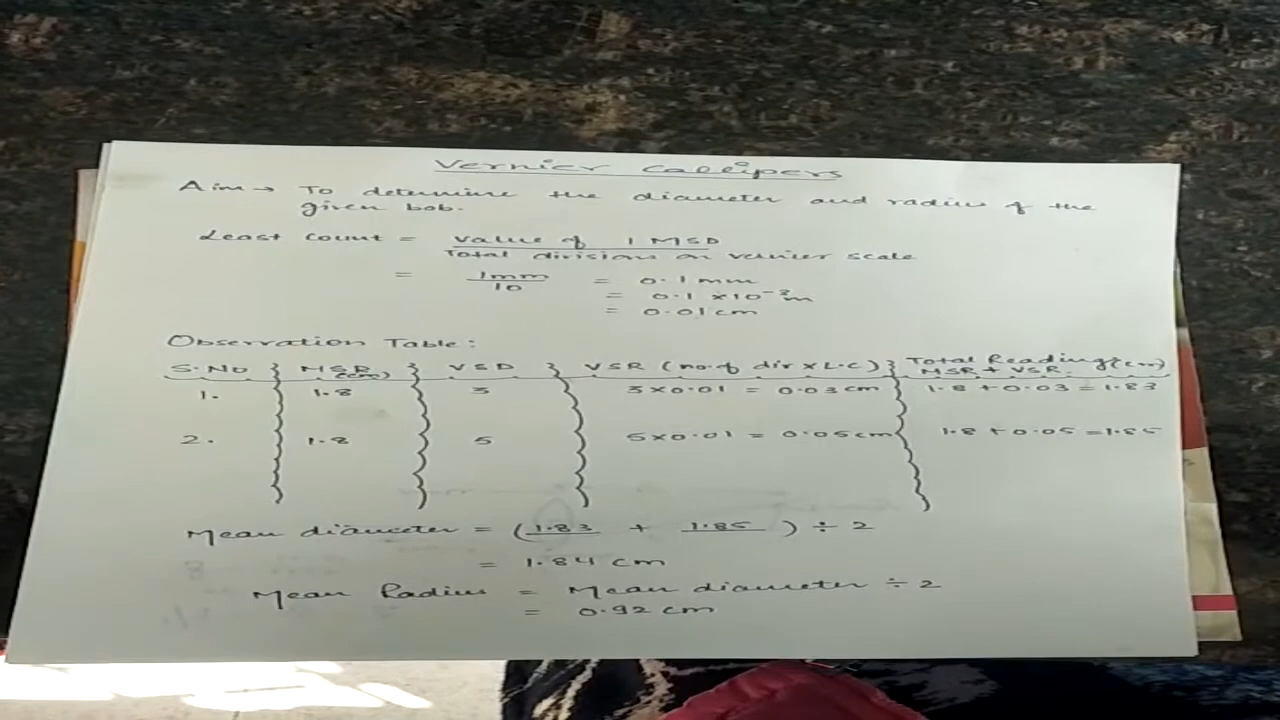 Vernier Callipers
Aim → To determine the diameter and radius of the
given bob.
Least Count = Value of 1 MSD
Total divisions on vernier scale
= 1mm = 0.1 mm
10
= 0.1 × 10⁻³m
= 0.01 cm
Observation Table:
S.No MSR (cm) VSD VSR (no. of div × L.C) Total Reading (cm)
MSR + VSR
1. 1.8 3 3×0.01 = 0.03 cm 1.8 + 0.03 = 1.83
2. 1.8 5 5×0.01 = 0.05 cm 1.8 + 0.05 = 1.85
Mean diameter = (1.83 + 1.85) ÷ 2
= 1.84 cm
Mean Radius = Mean diameter ÷ 2
= 0.92 cm